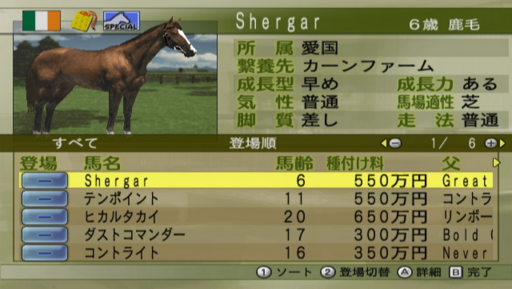 SPECIAL
Shergar 6歳 鹿毛
所属 愛国
繋養先 カーンファーム
成長型 早め 成長力 ある
気性 普通 馬場適性 芝
脚質 差し 走法 普通
すべて 登場順 1/ 6
登場 馬名 馬齢 種付け料 父
Shergar 6 550万円 Great
テンポイント 11 550万円 コントラ
ヒカルタカイ 20 650万円 リンボー
ダストコマンダー 17 300万円 Bold
コントライト 16 350万円 Never
1 ソート 2 登場切替 A 詳細 B 完了